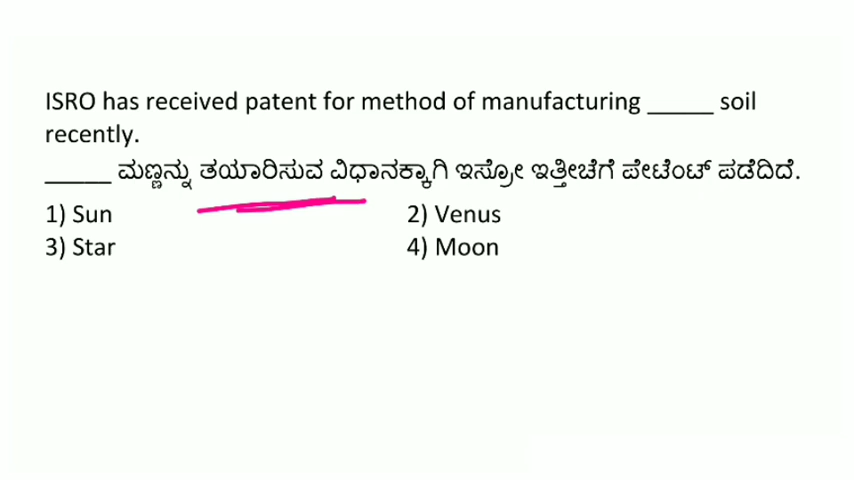 ISRO has received patent for method of manufacturing _____ soil
recently.
_____ ಮಣ್ಣನ್ನು ತಯಾರಿಸುವ ವಿಧಾನಕ್ಕಾಗಿ ಇಸ್ರೋ ಇತ್ತೀಚೆಗೆ ಪೇಟೆಂಟ್ ಪಡೆದಿದೆ.
1) Sun 2) Venus
3) Star 4) Moon